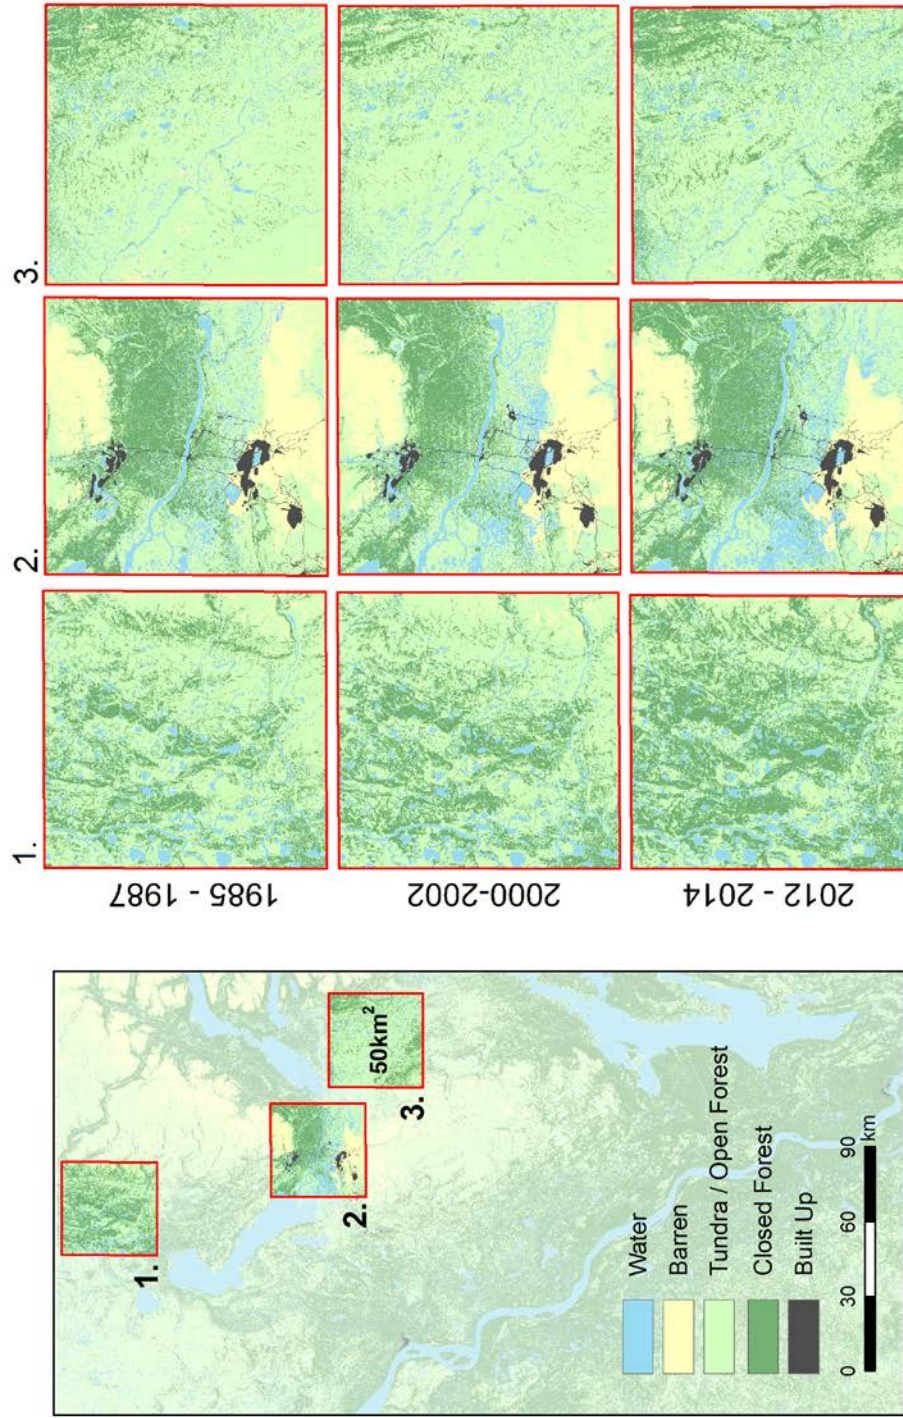 1.
2.
3.
50km²
Water
Barren
Tundra / Open Forest
Closed Forest
Built Up
0 30 60 90
km
1. 2. 3.
1985 - 1987
2000-2002
2012 - 2014